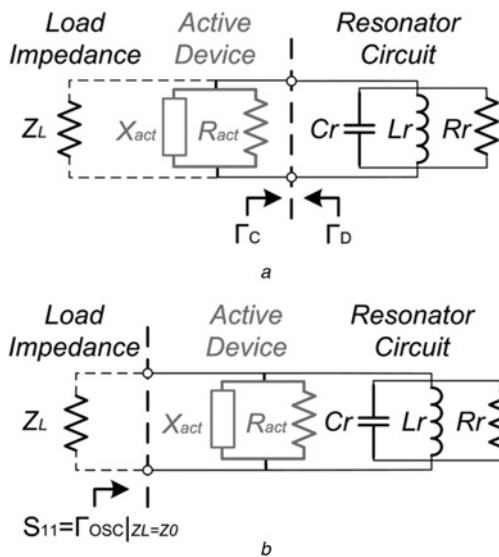 Load Impedance Active Device Resonator Circuit
ZL Xact Ract Cr Lr Rr
ΓC ΓD
a
Load Impedance Active Device Resonator Circuit
ZL Xact Ract Cr Lr Rr
S11=ΓOSC|ZL=Z0
b